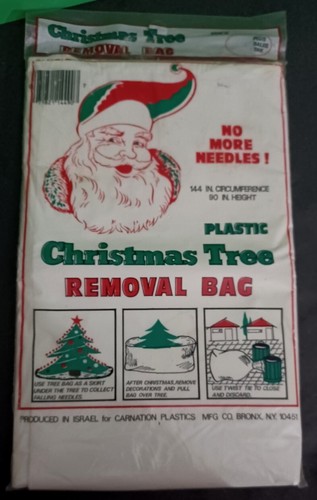 Christmas Tree
REMOVAL BAG
NO
MORE
NEEDLES!
144 IN. CIRCUMFERENCE
90 IN. HEIGHT
PLASTIC
Christmas Tree
REMOVAL BAG
USE TREE BAG AS A SKIRT
UNDER THE TREE TO COLLECT
FALLING NEEDLES.
AFTER CHRISTMAS, REMOVE
DECORATIONS AND PULL
BAG OVER TREE.
USE TWIST TIE TO CLOSE
AND DISCARD.
PRODUCED IN ISRAEL for CARNATION PLASTICS MFG CO, BRONX, N.Y. 10451